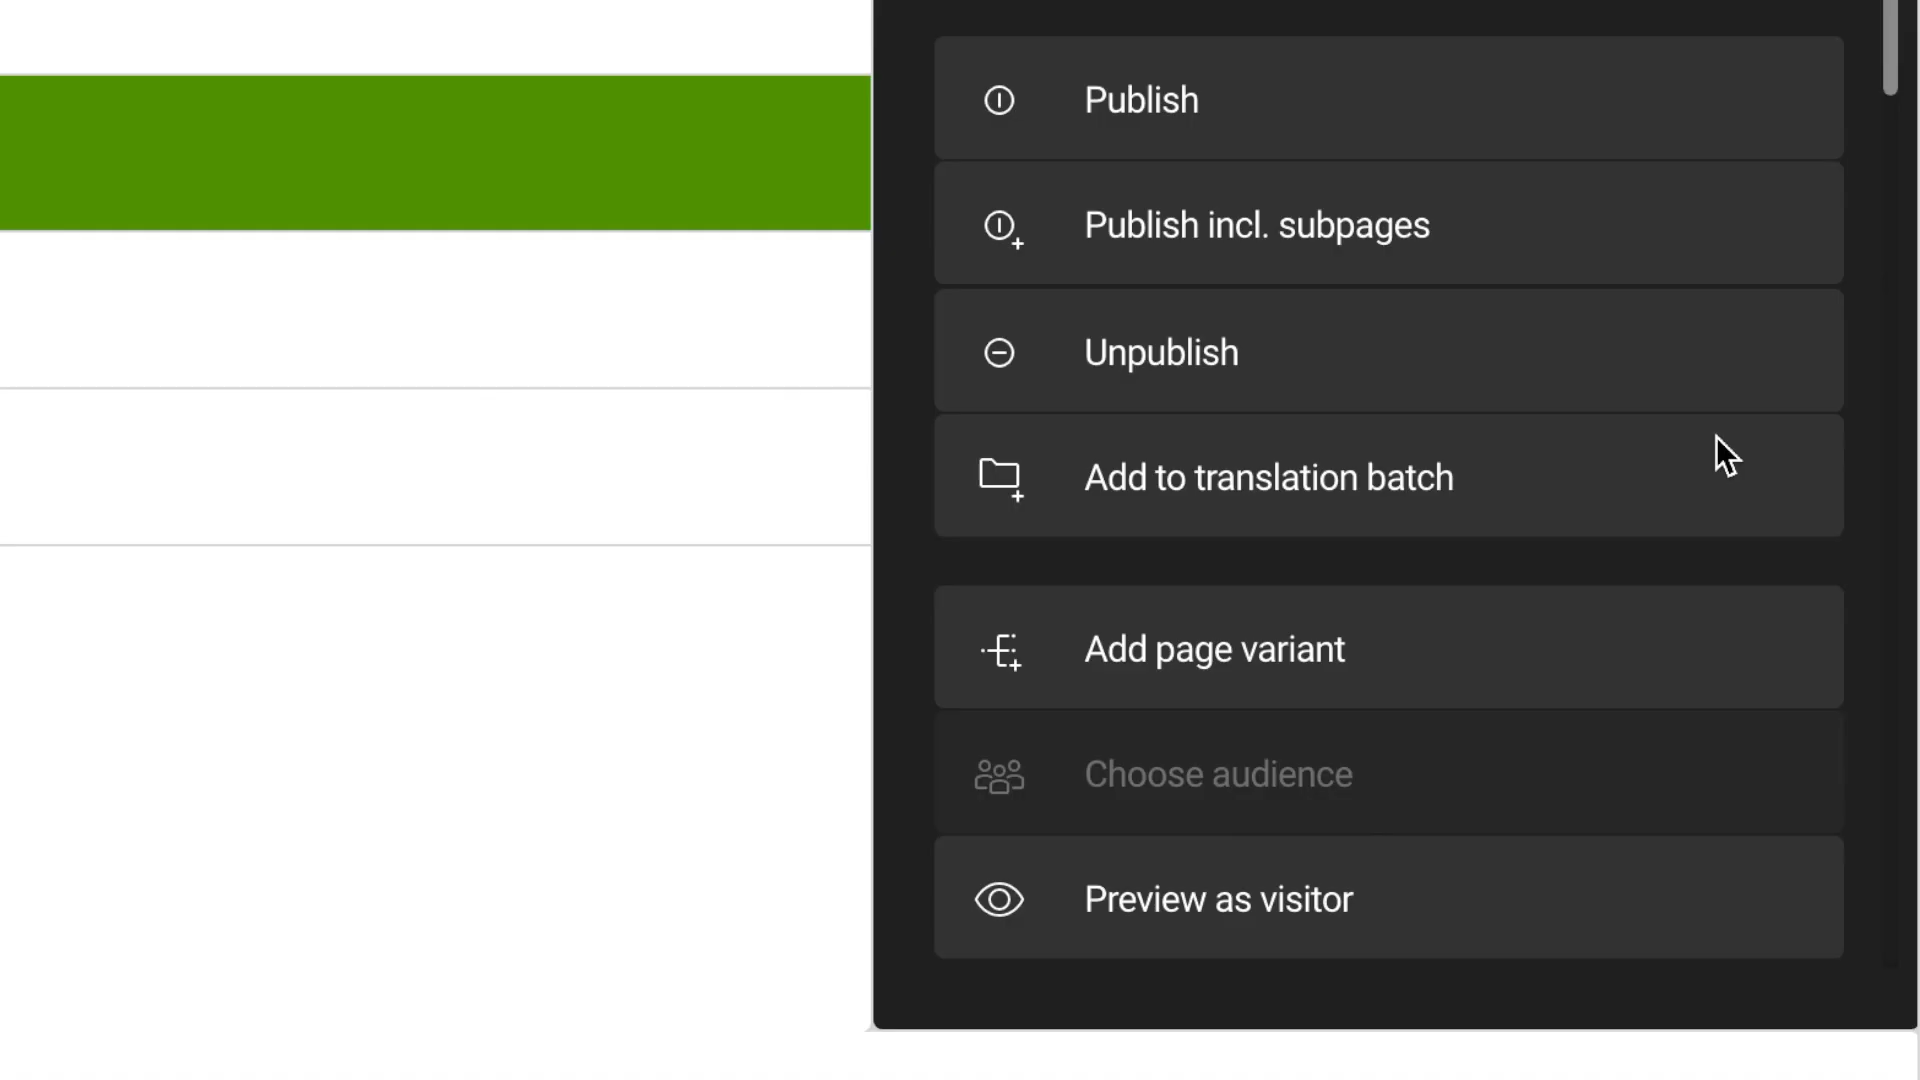 Publish
Publish incl. subpages
Unpublish
Add to translation batch
Add page variant
Choose audience
Preview as visitor